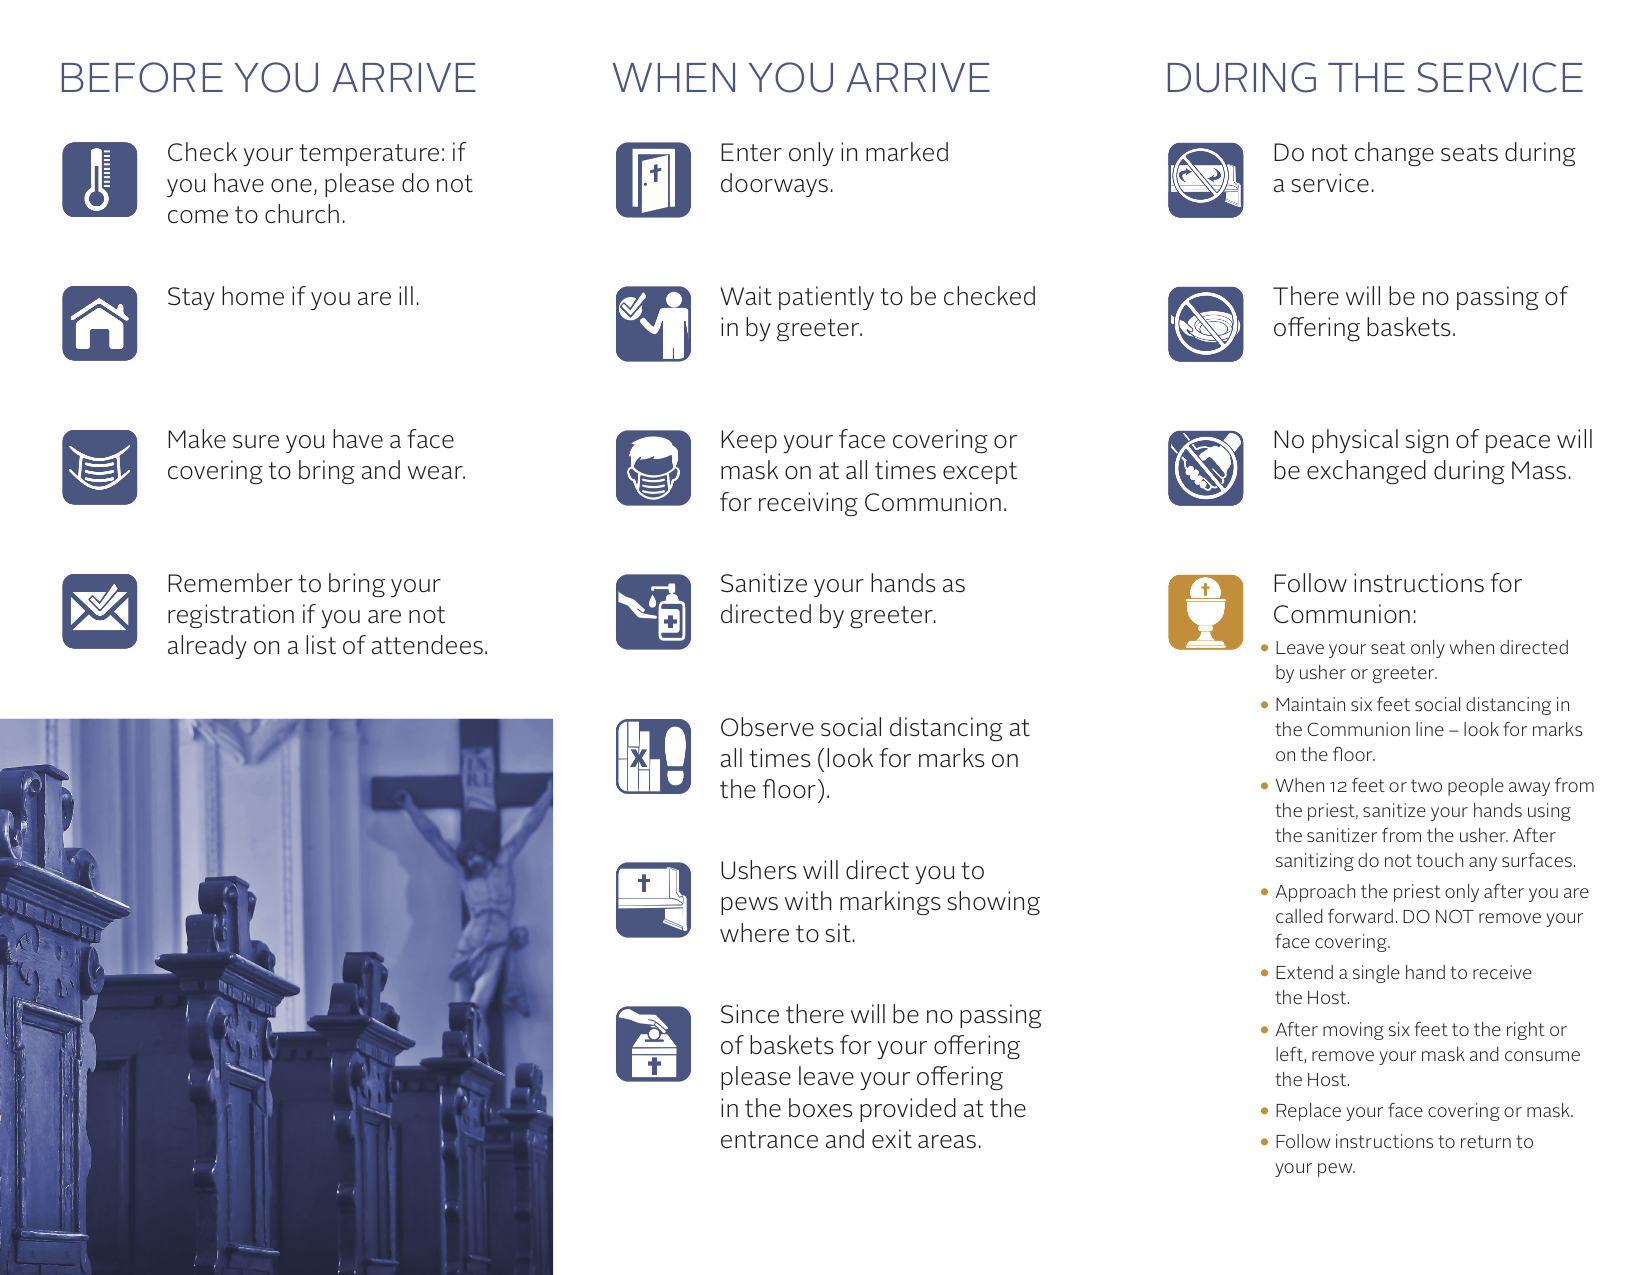 BEFORE YOU ARRIVE
Check your temperature: if
you have one, please do not
come to church.
Stay home if you are ill.
Make sure you have a face
covering to bring and wear.
Remember to bring your
registration if you are not
already on a list of attendees.
WHEN YOU ARRIVE
Enter only in marked
doorways.
Wait patiently to be checked
in by greeter.
Keep your face covering or
mask on at all times except
for receiving Communion.
Sanitize your hands as
directed by greeter.
X
Observe social distancing at
all times (look for marks on
the floor).
Ushers will direct you to
pews with markings showing
where to sit.
Since there will be no passing
of baskets for your offering
please leave your offering
in the boxes provided at the
entrance and exit areas.
DURING THE SERVICE
Do not change seats during
a service.
There will be no passing of
offering baskets.
No physical sign of peace will
be exchanged during Mass.
Follow instructions for
Communion:
• Leave your seat only when directed
by usher or greeter.
• Maintain six feet social distancing in
the Communion line – look for marks
on the floor.
• When 12 feet or two people away from
the priest, sanitize your hands using
the sanitizer from the usher. After
sanitizing do not touch any surfaces.
• Approach the priest only after you are
called forward. DO NOT remove your
face covering.
• Extend a single hand to receive
the Host.
• After moving six feet to the right or
left, remove your mask and consume
the Host.
• Replace your face covering or mask.
• Follow instructions to return to
your pew.